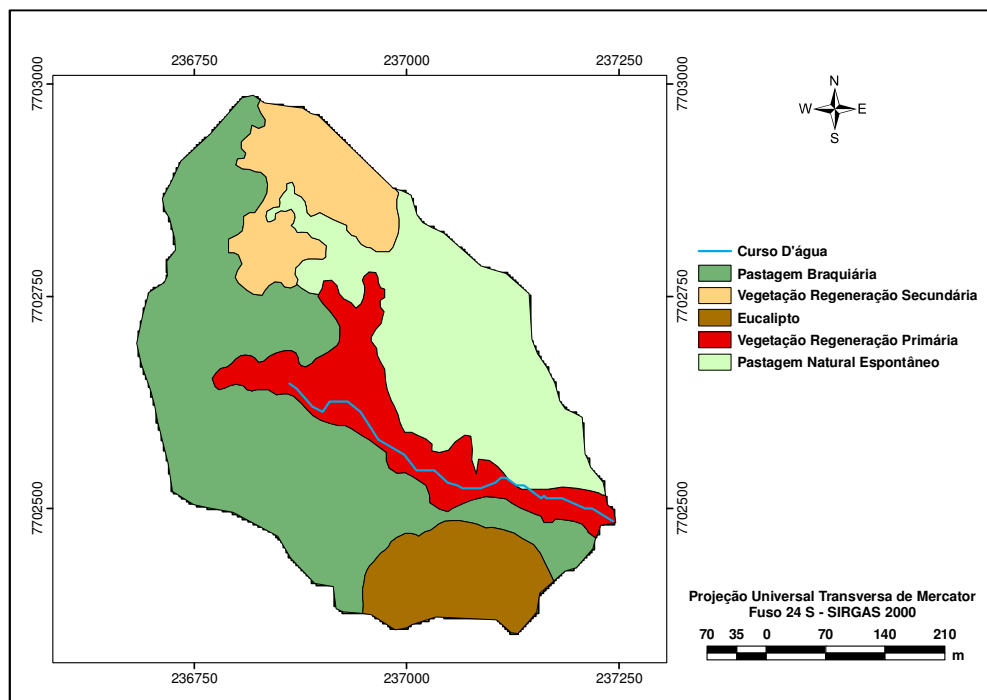 236750 237000 237250
7703000 7703000
N
W E
S
Curso D'água
Pastagem Braquiária
Vegetação Regeneração Secundária
Eucalipto
Vegetação Regeneração Primária
Pastagem Natural Espontâneo
7702750 7702750
7702500 7702500
Projeção Universal Transversa de Mercator
Fuso 24 S - SIRGAS 2000
70 35 0 70 140 210
m
236750 237000 237250